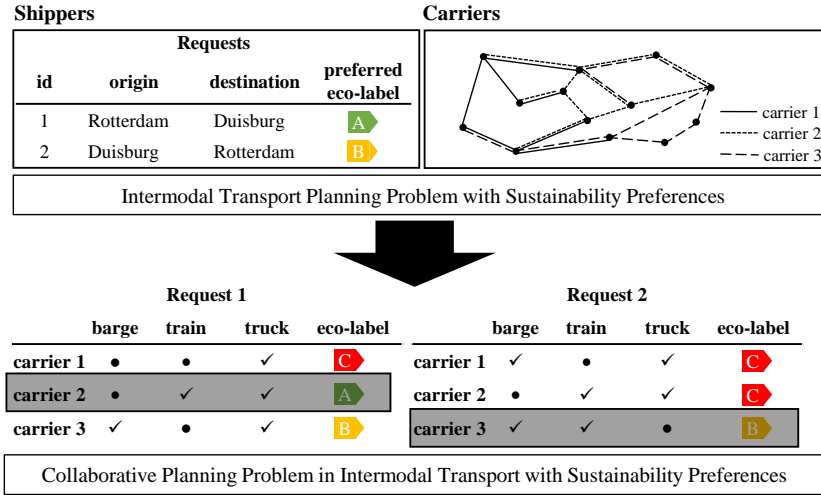 Shippers
Carriers
Requests
id origin destination preferred eco-label
1 Rotterdam Duisburg A
2 Duisburg Rotterdam B
carrier 1
carrier 2
carrier 3
Intermodal Transport Planning Problem with Sustainability Preferences
Request 1
barge train truck eco-label
carrier 1 ● ● ✓ C
carrier 2 ● ✓ ✓ A
carrier 3 ✓ ● ✓ B
Request 2
barge train truck eco-label
carrier 1 ✓ ● ✓ C
carrier 2 ● ✓ ✓ C
carrier 3 ✓ ✓ ● B
Collaborative Planning Problem in Intermodal Transport with Sustainability Preferences